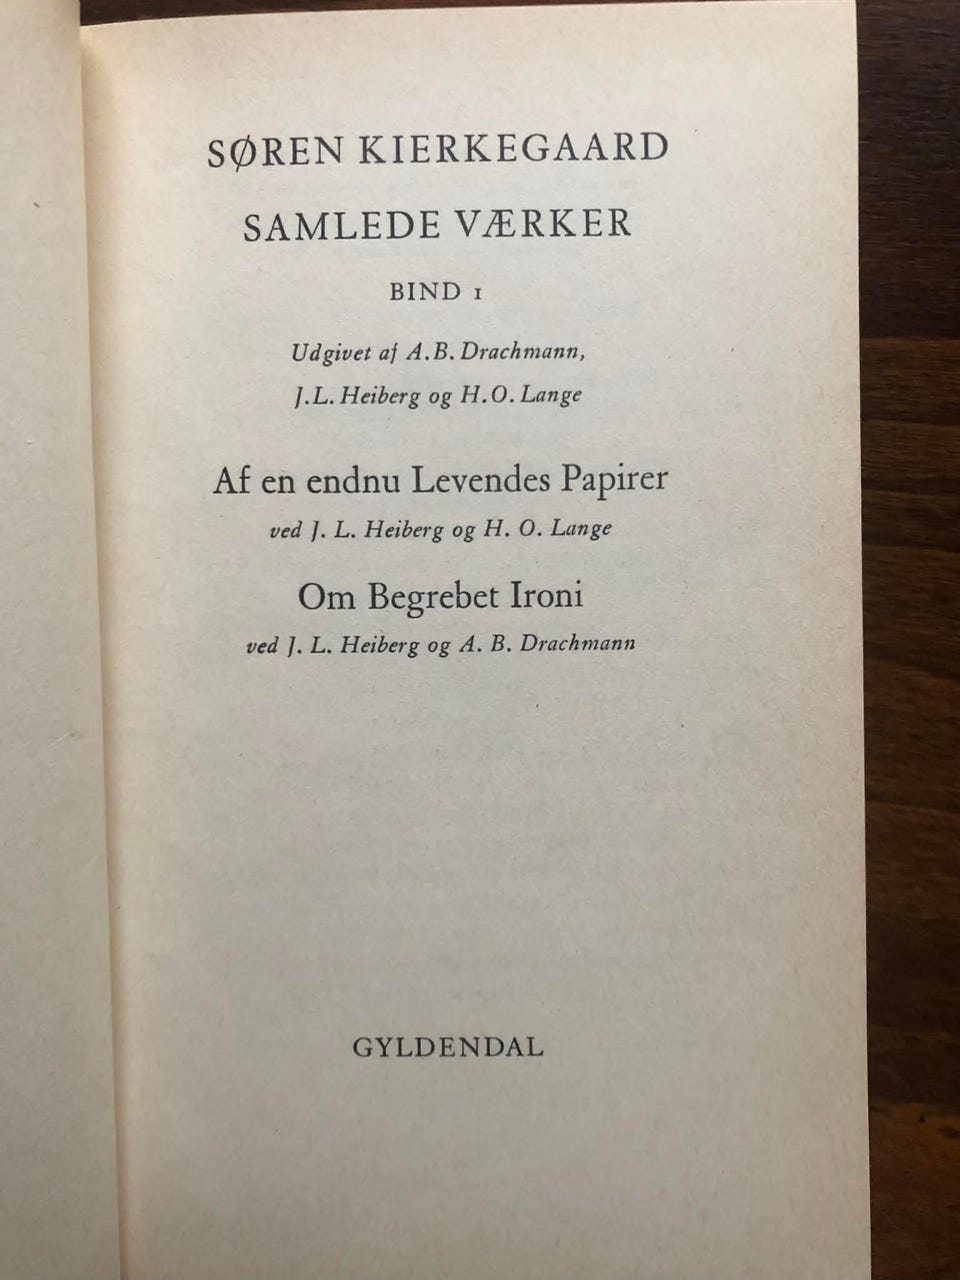 SØREN KIERKEGAARD
SAMLEDE VÆRKER
BIND 1
Udgivet af A.B. Drachmann,
J.L. Heiberg og H.O. Lange
Af en endnu Levendes Papirer
ved J. L. Heiberg og H. O. Lange
Om Begrebet Ironi
ved J. L. Heiberg og A. B. Drachmann
GYLDENDAL